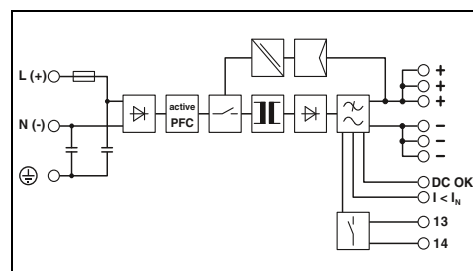 L (+)
+
+
+
active
PFC
N (-)
−
−
−
DC OK
I < I_N
13
14